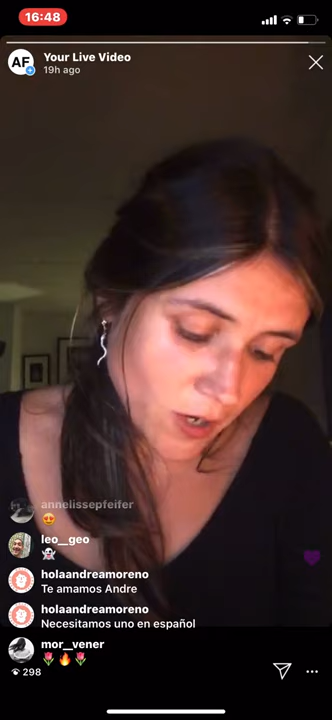 16:48
AF
Your Live Video
19h ago
annelissepfeifer
😍
leo__geo
👻
holaandreamoreno
Te amamos Andre
holaandreamoreno
Necesitamos uno en español
mor__vener
🌷🔥🌷
298